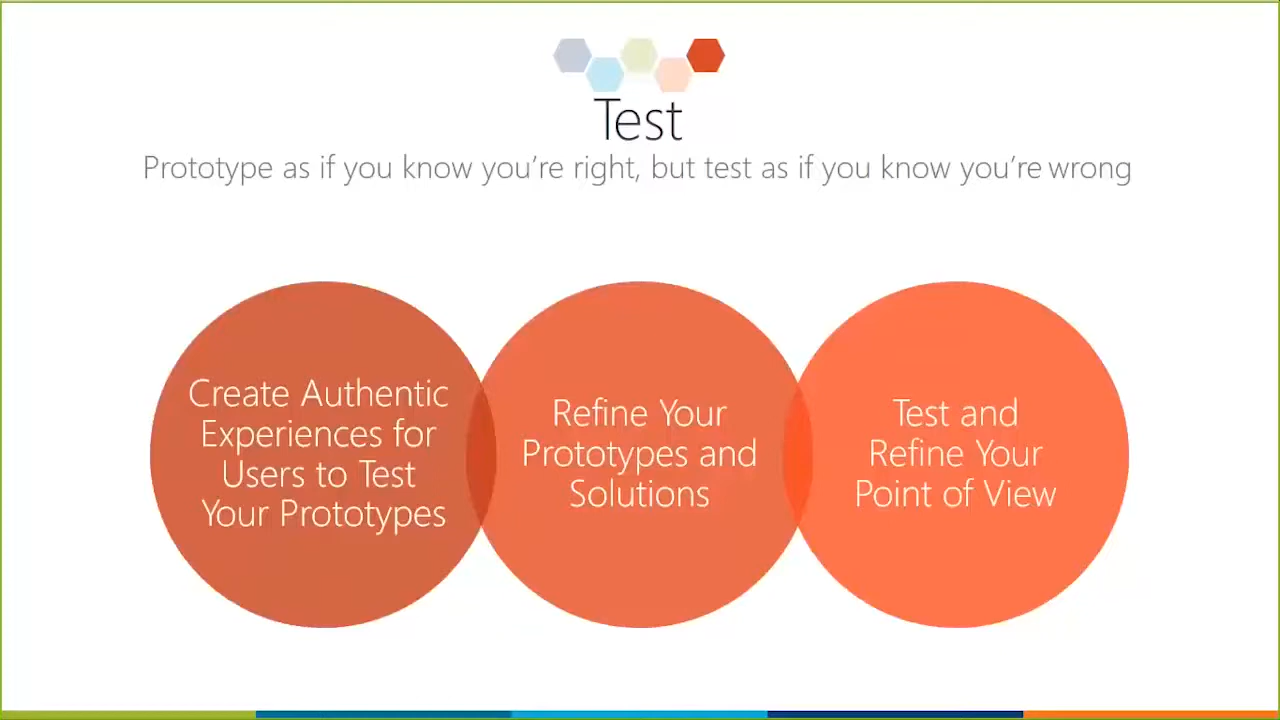 Test
Prototype as if you know you’re right, but test as if you know you’re wrong
Create Authentic
Experiences for
Users to Test
Your Prototypes
Refine Your
Prototypes and
Solutions
Test and
Refine Your
Point of View